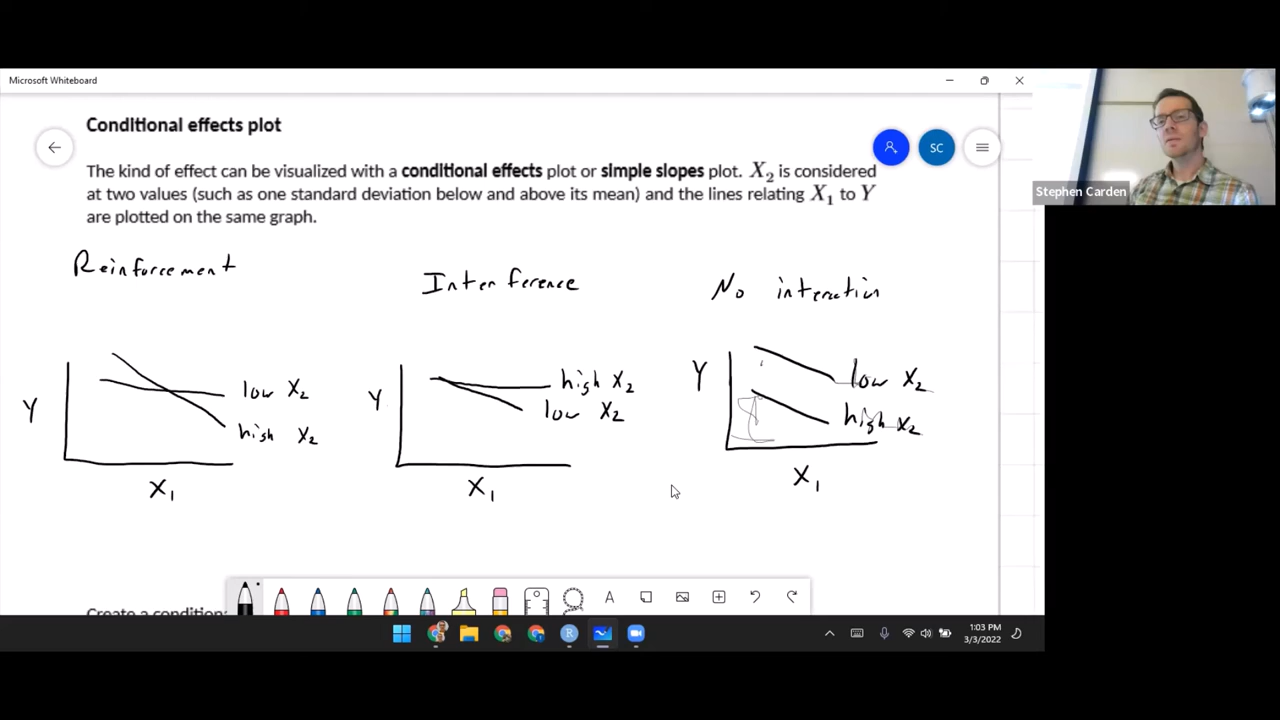 Microsoft Whiteboard
Conditional effects plot
SC
The kind of effect can be visualized with a conditional effects plot or simple slopes plot. X₂ is considered
at two values (such as one standard deviation below and above its mean) and the lines relating X₁ to Y
are plotted on the same graph.
Stephen Carden
Reinforcement
Interference
No interaction
Y
low X₂
high X₂
X₁
Y
high X₂
low X₂
X₁
Y
low X₂
high X₂
X₁
A
1:03 PM
3/3/2022